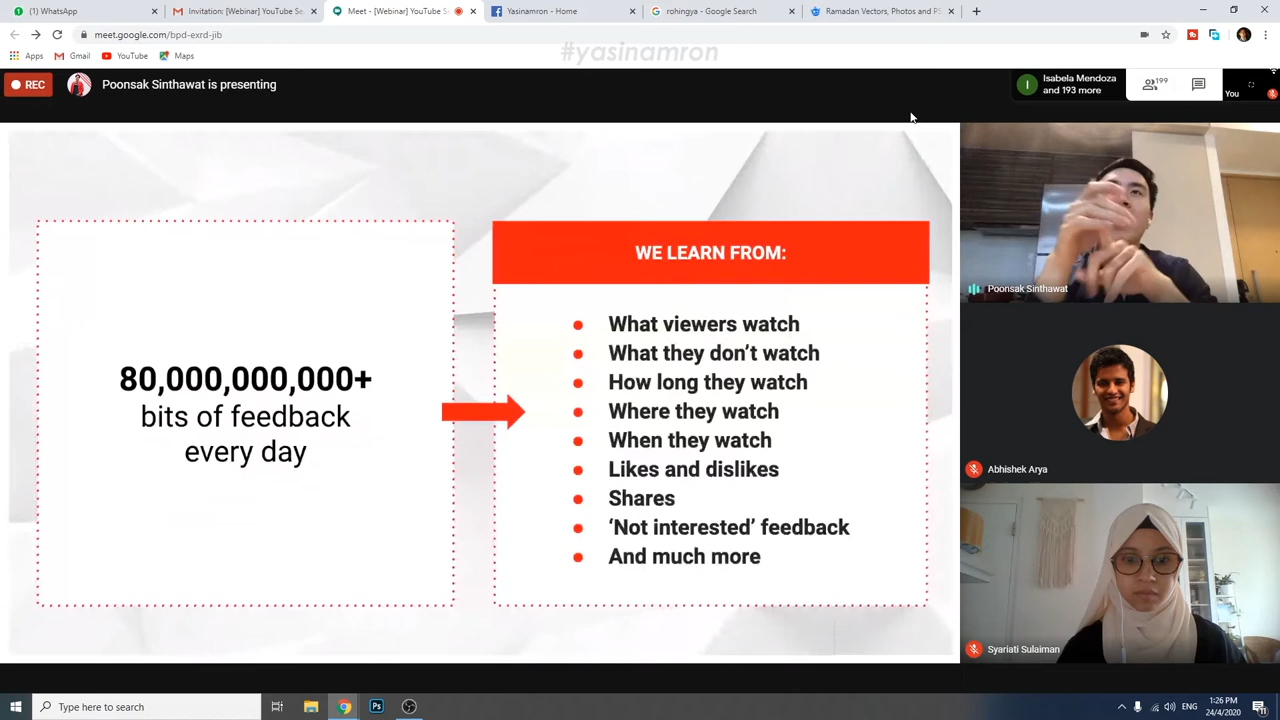 (1) WhatsApp
Invitation: [Webinar] YouTube Se
Meet - [Webinar] YouTube S
Yasinamron - Home
rohingya - Google Search
Ramadan Vectors, Photos and PS
meet.google.com/bpd-exrd-jib
Apps
Gmail
YouTube
Maps
#yasinamron
REC
Poonsak Sinthawat is presenting
I
Isabela Mendoza
and 193 more
199
You
80,000,000,000+
bits of feedback
every day
WE LEARN FROM:
• What viewers watch
• What they don’t watch
• How long they watch
• Where they watch
• When they watch
• Likes and dislikes
• Shares
• ‘Not interested’ feedback
• And much more
Poonsak Sinthawat
Abhishek Arya
Syariati Sulaiman
Type here to search
Ps
ENG
1:26 PM
24/4/2020